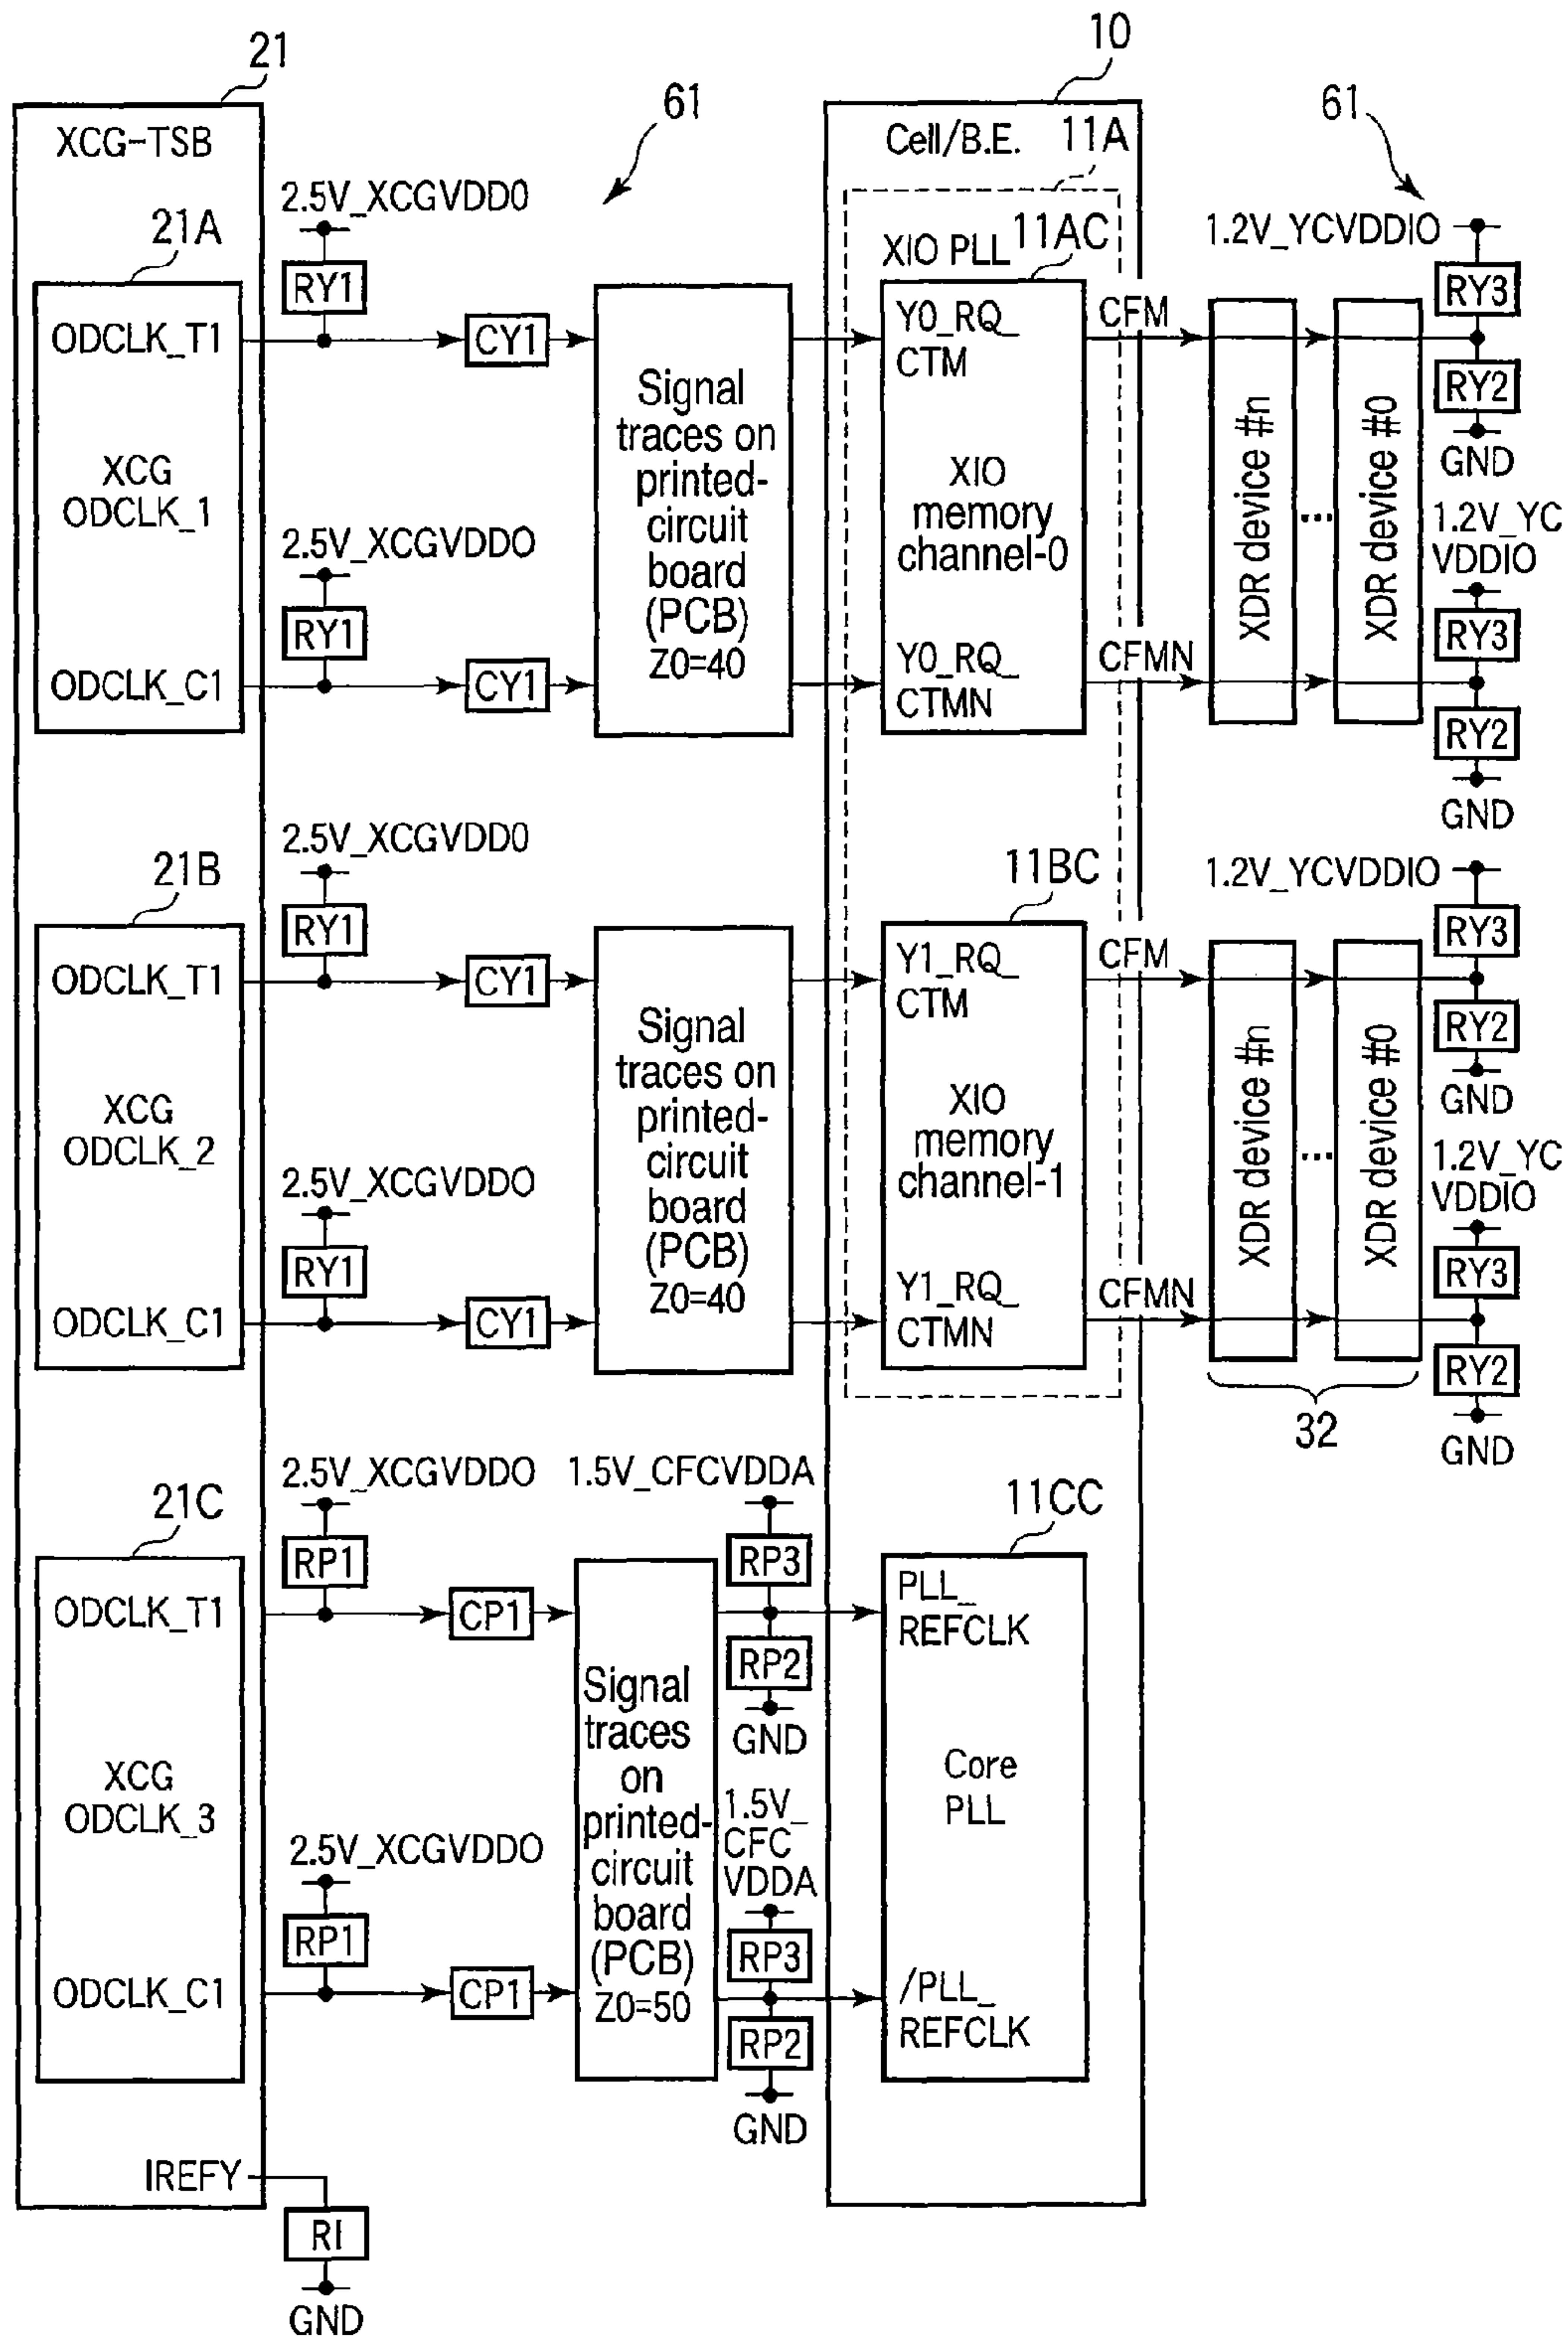 21
XCG-TSB
61
10
Cell/B.E.
11A
61
2.5V_XCGVDD0
21A
RY1
ODCLK_T1
CY1
XCG
ODCLK_1
2.5V_XCGVDDO
RY1
ODCLK_C1
CY1
Signal
traces on
printed-
circuit
board
(PCB)
Z0=40
XIO PLL
11AC
Y0_RQ_
CTM
XIO
memory
channel-0
Y0_RQ_
CTMN
CFM
CFMN
XDR device #n
...
XDR device #0
1.2V_YCVDDIO
RY3
RY2
GND
1.2V_YC
VDDIO
RY3
RY2
GND
2.5V_XCGVDD0
21B
RY1
ODCLK_T1
CY1
XCG
ODCLK_2
2.5V_XCGVDDO
RY1
ODCLK_C1
CY1
Signal
traces on
printed-
circuit
board
(PCB)
Z0=40
11BC
Y1_RQ_
CTM
XIO
memory
channel-1
Y1_RQ_
CTMN
CFM
CFMN
XDR device #n
...
XDR device #0
32
1.2V_YCVDDIO
RY3
RY2
GND
1.2V_YC
VDDIO
RY3
RY2
GND
2.5V_XCGVDDO
21C
RP1
ODCLK_T1
CP1
XCG
ODCLK_3
2.5V_XCGVDDO
RP1
ODCLK_C1
CP1
Signal
traces
on
printed-
circuit
board
(PCB)
Z0=50
1.5V_CFCVDDA
RP3
RP2
GND
1.5V_
CFC
VDDA
RP3
RP2
GND
11CC
PLL_
REFCLK
Core
PLL
/PLL_
REFCLK
IREFY
RI
GND